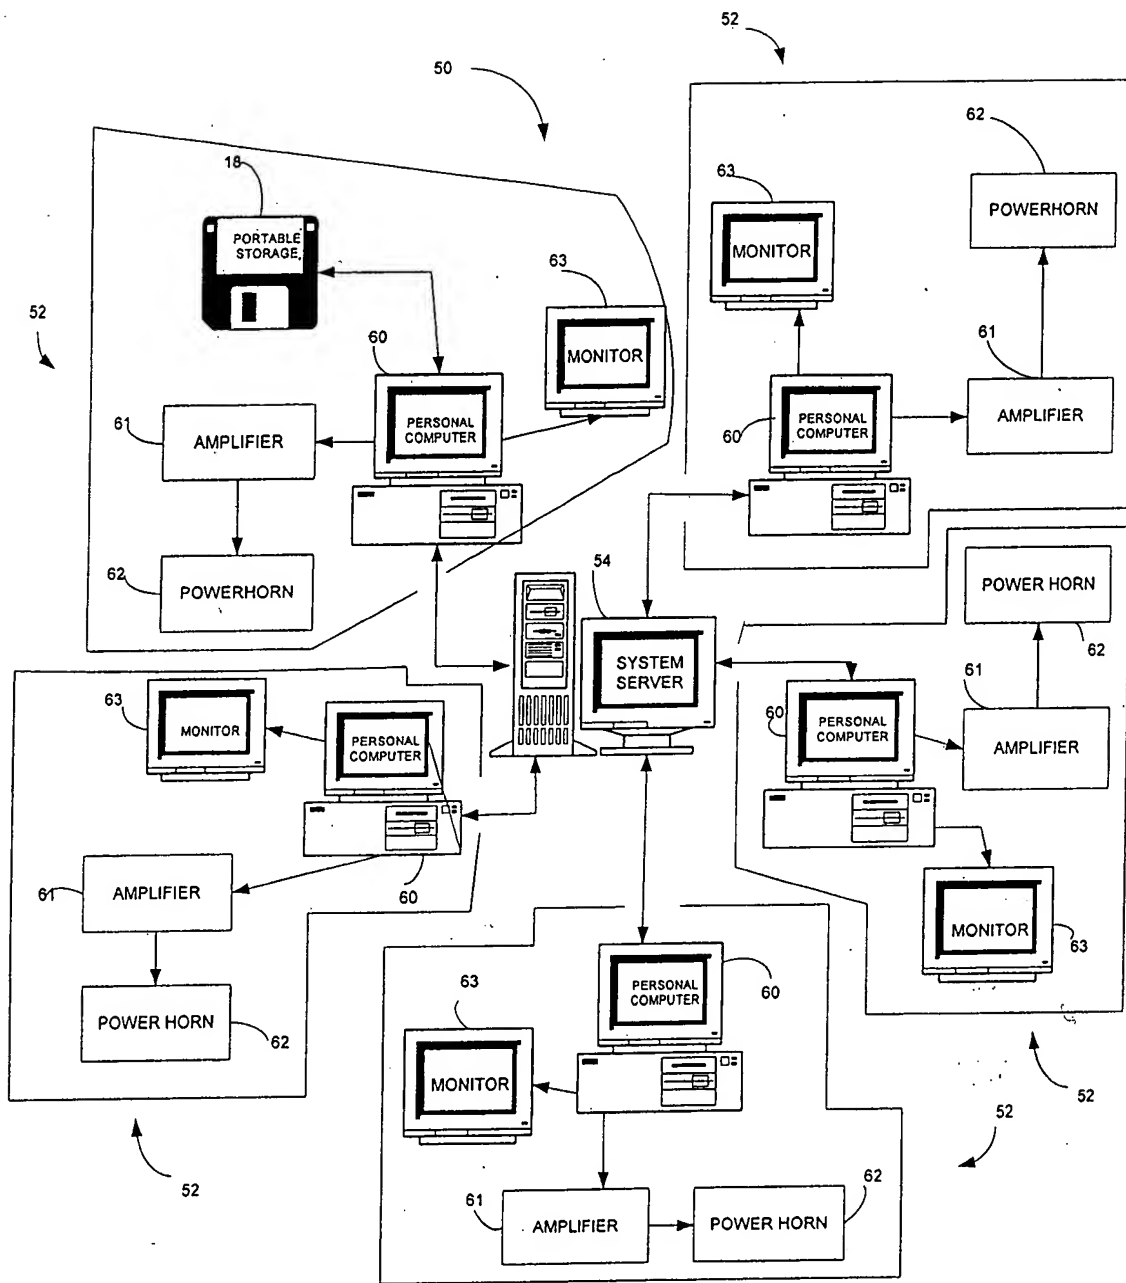 52
50
62
18
63
POWERHORN
PORTABLE
STORAGE
MONITOR
63
52
60
61
MONITOR
61
PERSONAL
COMPUTER
AMPLIFIER
60
PERSONAL
COMPUTER
AMPLIFIER
62
POWERHORN
54
POWER HORN
62
SYSTEM
SERVER
63
MONITOR
PERSONAL
COMPUTER
61
60
PERSONAL
COMPUTER
AMPLIFIER
61
AMPLIFIER
60
MONITOR
63
POWER HORN
62
63
PERSONAL
COMPUTER
60
MONITOR
52
52
52
61
AMPLIFIER
POWER HORN
62